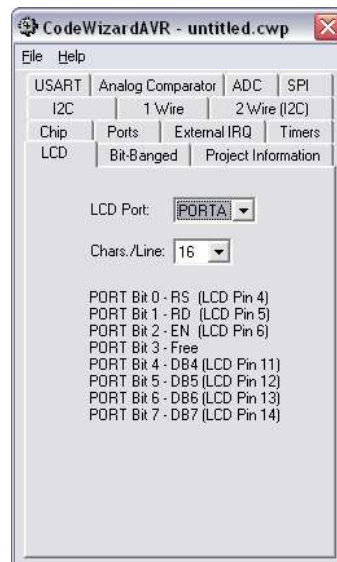 CodeWizardAVR - untitled.cwp
File Help
USART Analog Comparator ADC SPI
I2C 1 Wire 2 Wire (I2C)
Chip Ports External IRQ Timers
LCD Bit-Banged Project Information
LCD Port: PORTA
Chars./Line: 16
PORT Bit 0 - RS (LCD Pin 4)
PORT Bit 1 - RD (LCD Pin 5)
PORT Bit 2 - EN (LCD Pin 6)
PORT Bit 3 - Free
PORT Bit 4 - DB4 (LCD Pin 11)
PORT Bit 5 - DB5 (LCD Pin 12)
PORT Bit 6 - DB6 (LCD Pin 13)
PORT Bit 7 - DB7 (LCD Pin 14)